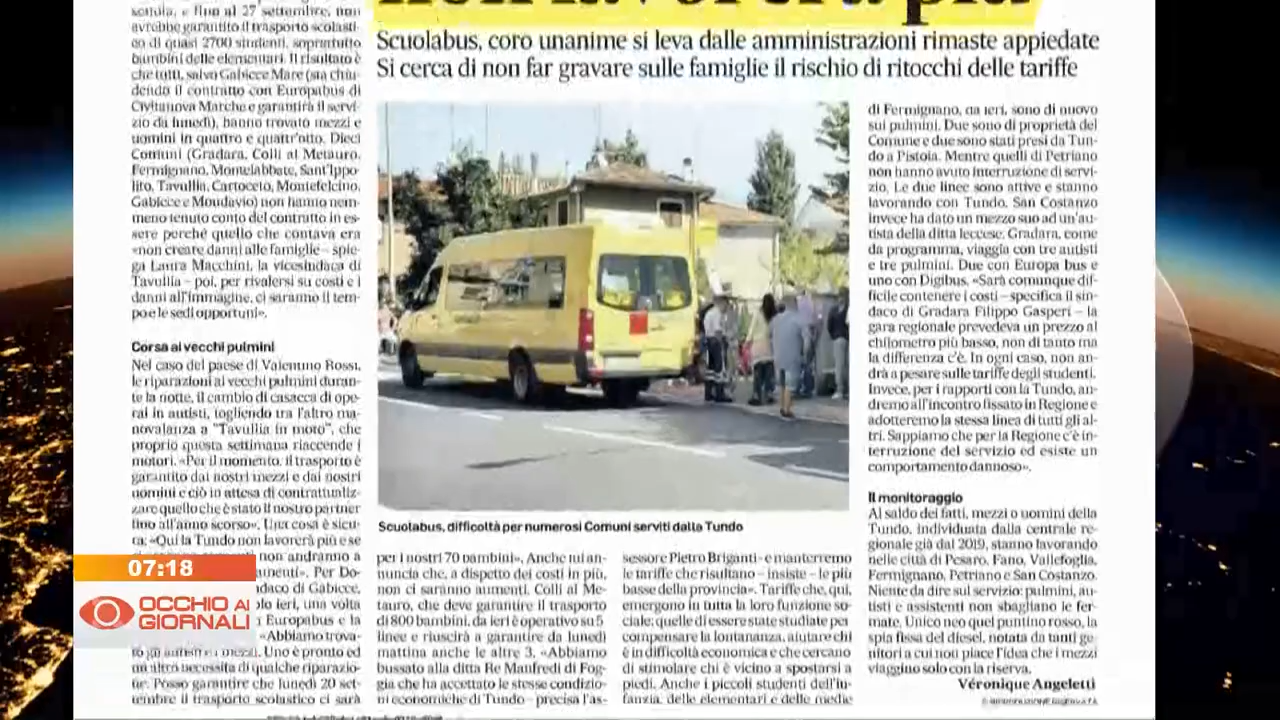 non lavorerà più
Scuolabus, coro unanime si leva dalle amministrazioni rimaste appiedate
Si cerca di non far gravare sulle famiglie il rischio di ritocchi delle tariffe
scuola, e fino al 27 settembre, non
avrebbe garantito il trasporto scolasti-
co di quasi 2700 studenti, soprattutto
bambini delle elementari. Il risultato è
che tutti, salvo Gabicce Mare (sta chiu-
dendo il contratto con Europabus di
Civitanova Marche e garantirà il servi-
zio da lunedì), hanno trovato mezzi e
uomini in quattro e quattr'otto. Dieci
Comuni (Gradara, Colli al Metauro,
Fermignano, Montelabbate, Sant'Ippo-
lito, Tavullia, Cartoceto, Montefelcino,
Gabicce e Mondavio) non hanno nem-
meno tenuto conto del contratto in es-
sere perché quello che contava era
«non creare danni alle famiglie – spie-
ga Laura Macchini, la vicesindaca di
Tavullia – poi, per rivalersi su costi e i
danni all'immagine, ci saranno il tem-
po e le sedi opportuni».
Corsa ai vecchi pulmini
Nel caso del paese di Valentino Rossi,
le riparazioni ai vecchi pulmini duran-
te la notte, il cambio di casacca di ope-
rai in autisti, togliendo tra l'altro ma-
novalanza a "Tavullia in moto", che
proprio questa settimana riaccende i
motori. «Per il momento, il trasporto è
garantito dai nostri mezzi e dai nostri
uomini e ciò in attesa di contrattualiz-
zare quello che è stato il nostro partner
fino all'anno scorso». Una cosa è sicu-
ra: «Qui la Tundo non lavorerà più e se
non andranno a
umenti». Per Do-
ndaco di Gabicce,
olo ieri, una volta
Europabus e la
«Abbiamo trova-
to gli autisti e i mezzi. Uno è pronto ed
un altro necessita di qualche riparazio-
ne. Posso garantire che lunedì 20 set-
tembre il trasporto scolastico ci sarà
Scuolabus, difficoltà per numerosi Comuni serviti dalla Tundo
per i nostri 70 bambini». Anche lui an-
nuncia che, a dispetto dei costi in più,
non ci saranno aumenti. Colli al Me-
tauro, che deve garantire il trasporto
di 800 bambini, da ieri è operativo su 5
linee e riuscirà a garantire da lunedì
mattina anche le altre 3. «Abbiamo
bussato alla ditta Re Manfredi di Fog-
gia che ha accettato le stesse condizio-
ni economiche di Tundo – precisa l'as-
sessore Pietro Briganti - e manterremo
le tariffe che risultano – insiste – le più
basse della provincia». Tariffe che, qui,
emergono in tutta la loro funzione so-
ciale: quelle di essere state studiate per
compensare la lontananza, aiutare chi
è in difficoltà economica e che cercano
di stimolare chi è vicino a spostarsi a
piedi. Anche i piccoli studenti dell'in-
fanzia, delle elementari e delle medie
di Fermignano, da ieri, sono di nuovo
sui pulmini. Due sono di proprietà del
Comune e due sono stati presi da Tun-
do a Pistoia. Mentre quelli di Petriano
non hanno avuto interruzione di servi-
zio. Le due linee sono attive e stanno
lavorando con Tundo. San Costanzo
invece ha dato un mezzo suo ad un'au-
tista della ditta leccese. Gradara, come
da programma, viaggia con tre autisti
e tre pulmini. Due con Europa bus e
uno con Digibus. «Sarà comunque dif-
ficile contenere i costi – specifica il sin-
daco di Gradara Filippo Gasperi – la
gara regionale prevedeva un prezzo al
chilometro più basso, non di tanto ma
la differenza c'è. In ogni caso, non an-
drà a pesare sulle tariffe degli studenti.
Invece, per i rapporti con la Tundo, an-
dremo all'incontro fissato in Regione e
adotteremo la stessa linea di tutti gli al-
tri. Sappiamo che per la Regione c'è in-
terruzione del servizio ed esiste un
comportamento dannoso».
Il monitoraggio
Al saldo dei fatti, mezzi o uomini della
Tundo, individuata dalla centrale re-
gionale già dal 2019, stanno lavorando
nelle città di Pesaro, Fano, Vallefoglia,
Fermignano, Petriano e San Costanzo.
Niente da dire sul servizio: pulmini, au-
tisti e assistenti non sbagliano le fer-
mate. Unico neo quel puntino rosso, la
spia fissa del diesel, notata da tanti ge-
nitori a cui non piace l'idea che i mezzi
viaggino solo con la riserva.
Véronique Angeletti
© RIPRODUZIONE RISERVATA
07:18
OCCHIO AI
GIORNALI